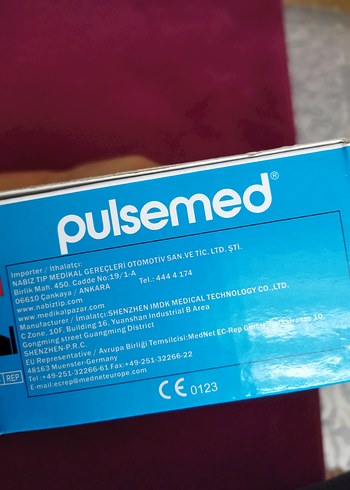 pulsemed®
Importer / İthalatçı:
NABIZ TIP MEDİKAL GEREÇLERİ OTOMOTİV SAN.VE TİC. LTD. ŞTİ.
Birlik Mah. 450. Cadde No:19/1-A
06610 Çankaya / ANKARA Tel.: 444 4 174
www.nabiztip.com
www.medikalpazar.com
Manufacturer / İmalatçı: SHENZHEN IMDK MEDICAL TECHNOLOGY CO.,LTD.
C Zone, 10F, Building 16, Yuanshan Industrial B Area
Gongming street Guangming District
SHENZHEN-P.R.C.
EU Representative / Avrupa Birliği Temsilcisi: MedNet EC-Rep 10,
48163 Muenster-Germany
Tel:+49-251-32266-61 Fax:+49-251-32266-22
E-mail:ecrep@medneteurope.com
REP
CE 0123